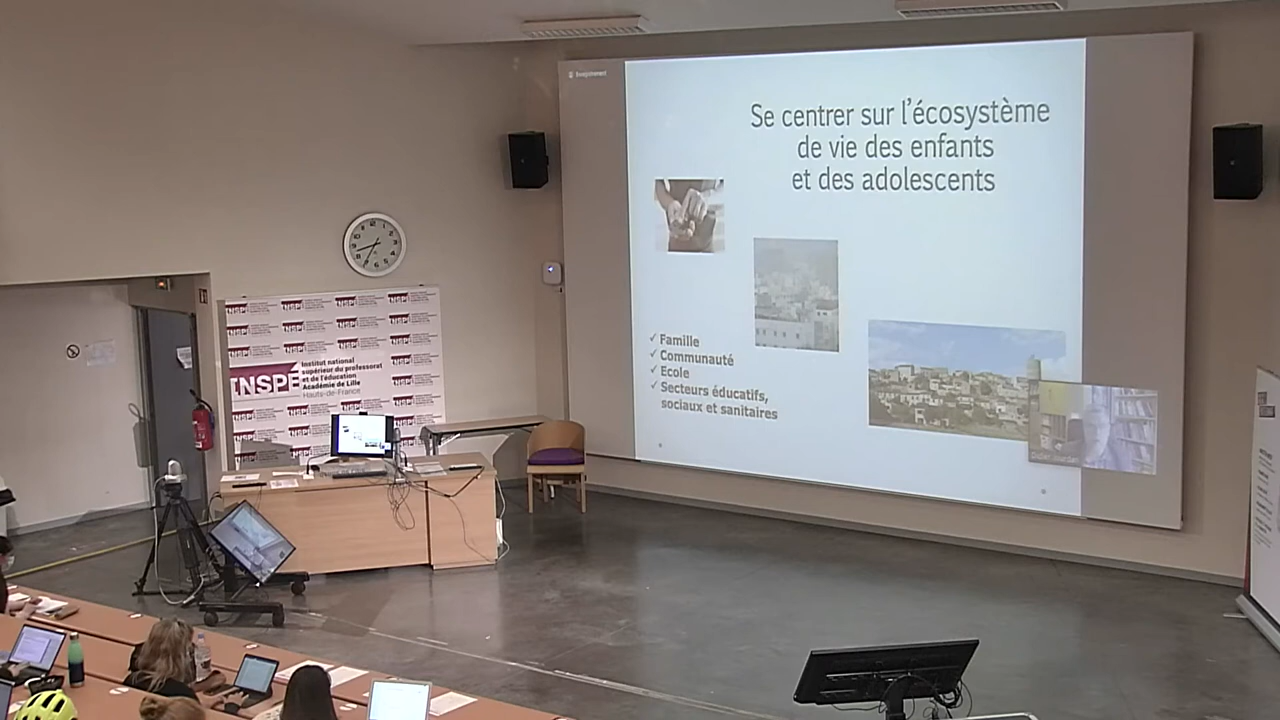 Enregistrement
Se centrer sur l'écosystème
de vie des enfants
et des adolescents
✓ Famille
✓ Communauté
✓ Ecole
✓ Secteurs éducatifs,
sociaux et sanitaires
INSPÉ
Institut national
supérieur du professorat
et de l'éducation
Académie de Lille
Hauts-de-France